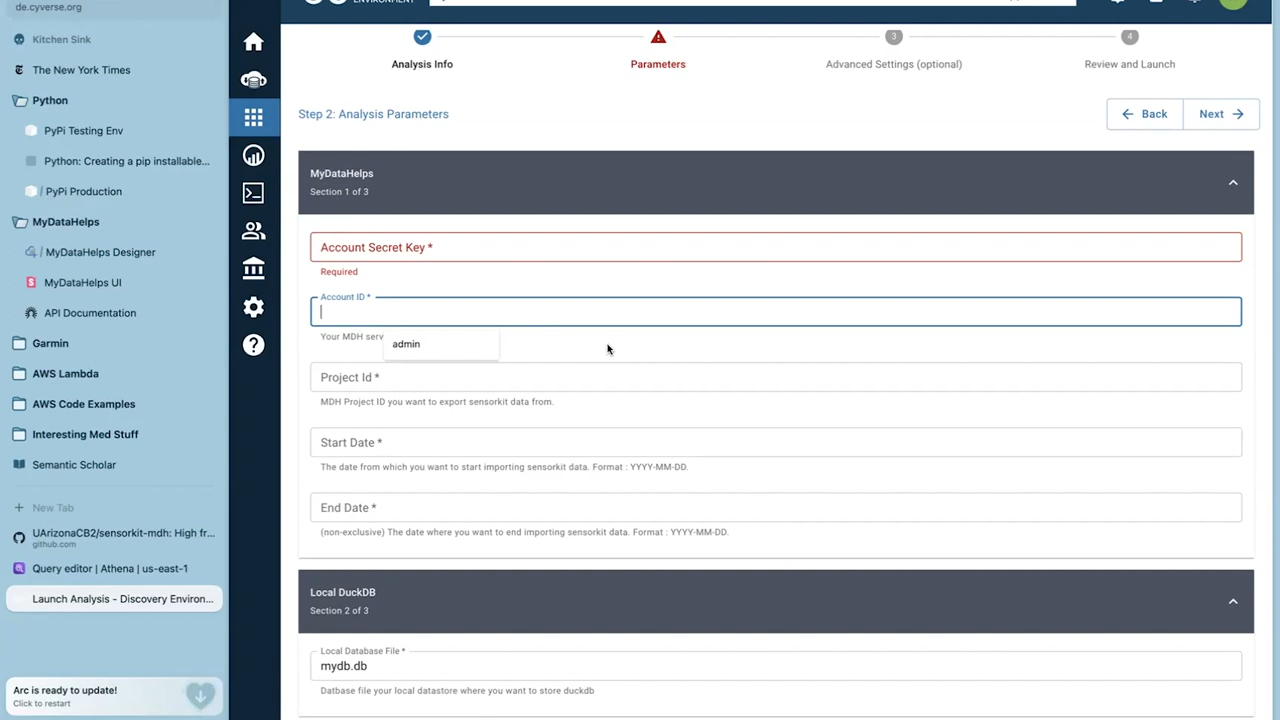 de.cyverse.org
Kitchen Sink
The New York Times
Python
PyPi Testing Env
Python: Creating a pip installable...
/ PyPi Production
MyDataHelps
/ MyDataHelps Designer
MyDataHelps UI
API Documentation
Garmin
AWS Lambda
AWS Code Examples
Interesting Med Stuff
Semantic Scholar
New Tab
UArizonaCB2/sensorkit-mdh: High fr...
github.com
Query editor | Athena | us-east-1
Launch Analysis - Discovery Environ...
Arc is ready to update!
Click to restart
ENVIRONMENT
3
4
Analysis Info
Parameters
Advanced Settings (optional)
Review and Launch
Step 2: Analysis Parameters
Back
Next
MyDataHelps
Section 1 of 3
Account Secret Key *
Required
Account ID *
Your MDH serv
admin
Project Id *
MDH Project ID you want to export sensorkit data from.
Start Date *
The date from which you want to start importing sensorkit data. Format : YYYY-MM-DD.
End Date *
(non-exclusive) The date where you want to end importing sensorkit data. Format : YYYY-MM-DD.
Local DuckDB
Section 2 of 3
Local Database File *
mydb.db
Datbase file your local datastore where you want to store duckdb